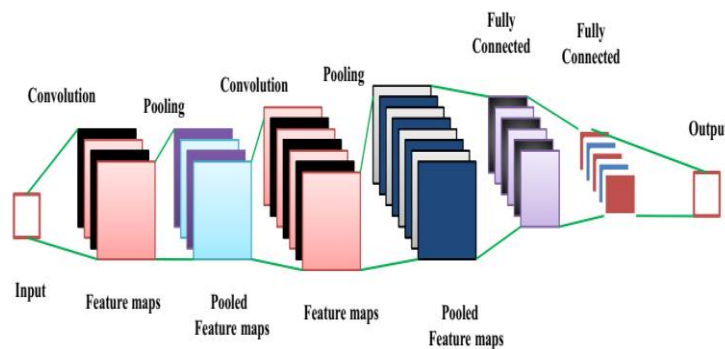 Convolution
Pooling
Convolution
Pooling
Fully
Connected
Fully
Connected
Output
Input
Feature maps
Pooled
Feature maps
Feature maps
Pooled
Feature maps